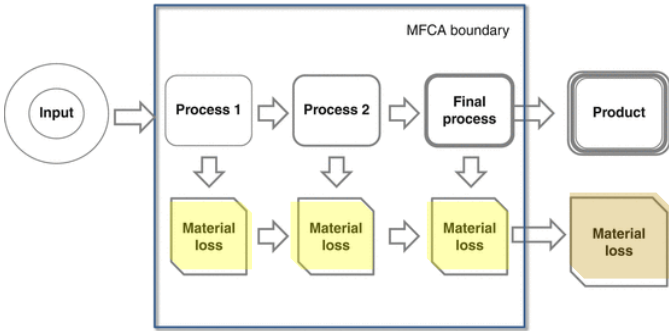 MFCA boundary
Input
Process 1
Process 2
Final
process
Product
Material
loss
Material
loss
Material
loss
Material
loss